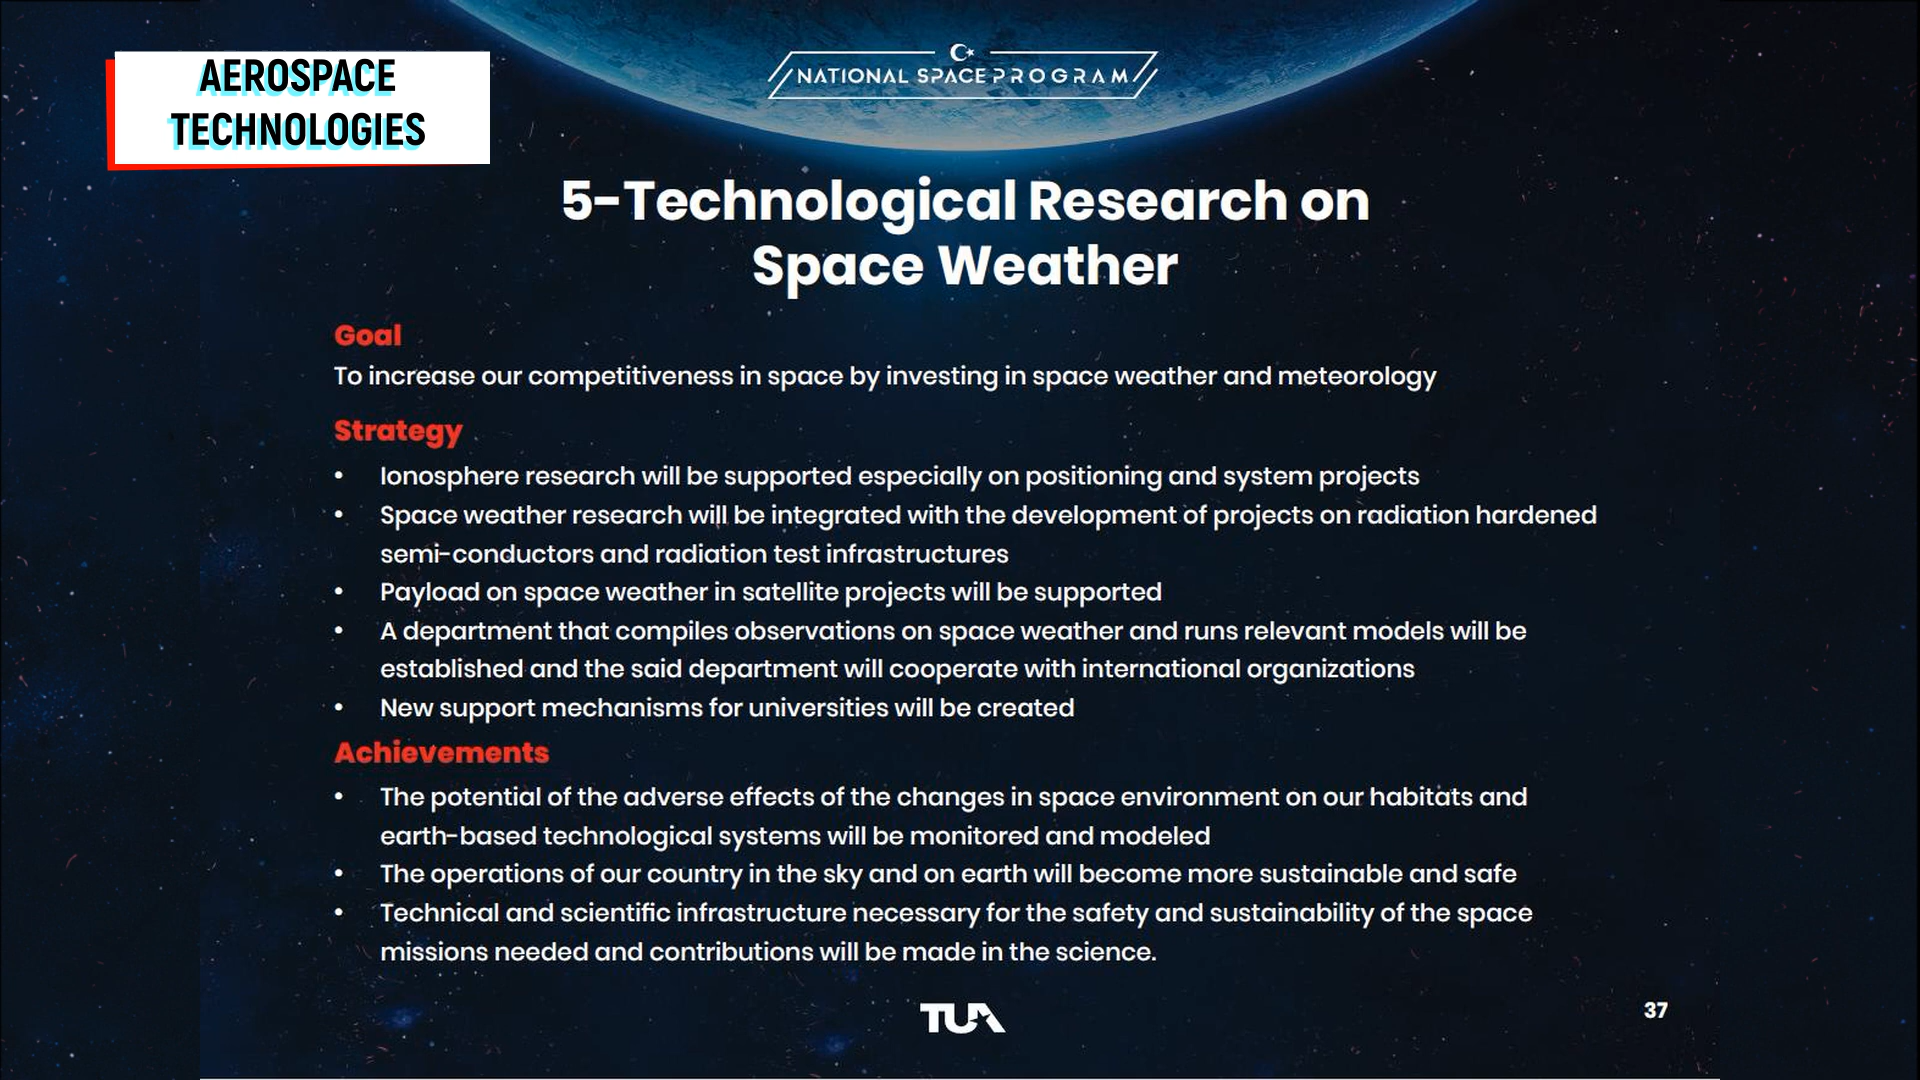 AEROSPACE
TECHNOLOGIES
NATIONAL SPACE PROGRAM
5-Technological Research on
Space Weather
Goal
To increase our competitiveness in space by investing in space weather and meteorology
Strategy
• Ionosphere research will be supported especially on positioning and system projects
• Space weather research will be integrated with the development of projects on radiation hardened
semi-conductors and radiation test infrastructures
• Payload on space weather in satellite projects will be supported
• A department that compiles observations on space weather and runs relevant models will be
established and the said department will cooperate with international organizations
• New support mechanisms for universities will be created
Achievements
• The potential of the adverse effects of the changes in space environment on our habitats and
earth-based technological systems will be monitored and modeled
• The operations of our country in the sky and on earth will become more sustainable and safe
• Technical and scientific infrastructure necessary for the safety and sustainability of the space
missions needed and contributions will be made in the science.
TUA
37